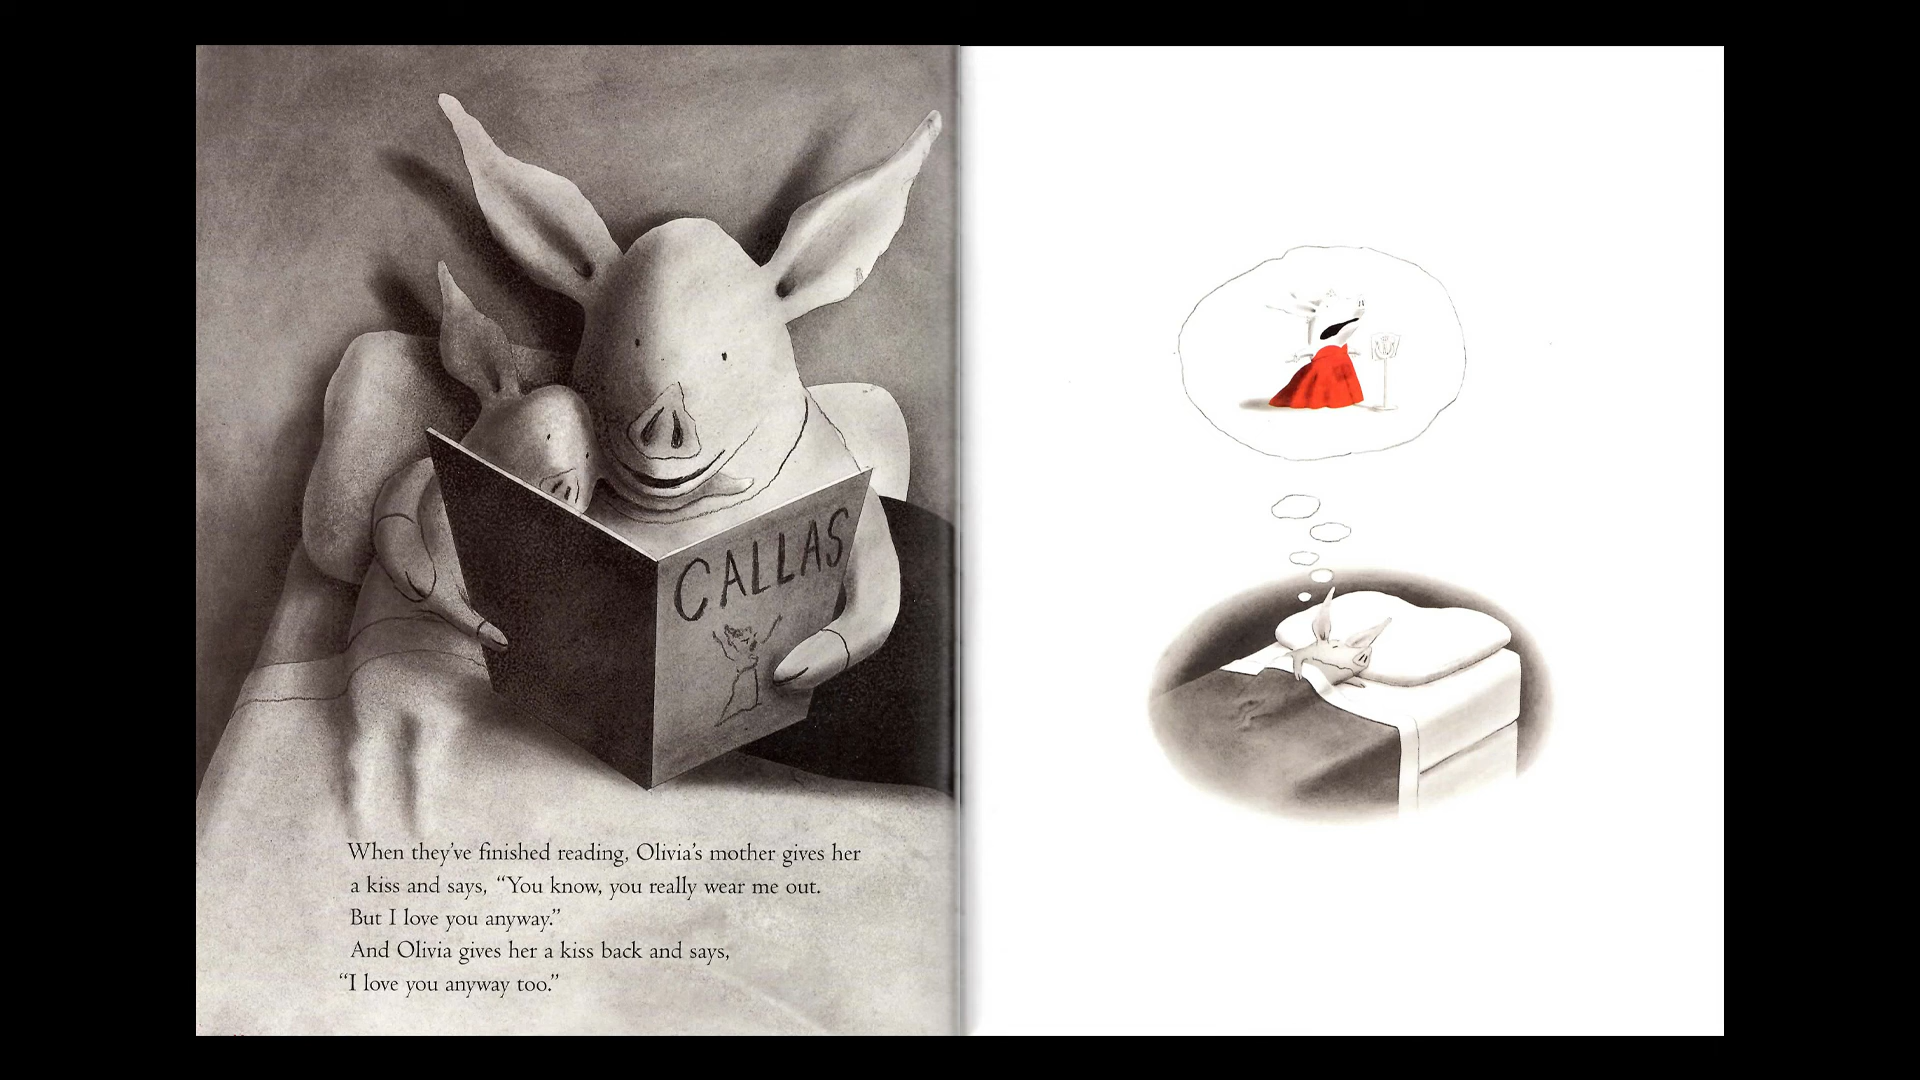 CALLAS
When they've finished reading, Olivia's mother gives her
a kiss and says, “You know, you really wear me out.
But I love you anyway.”
And Olivia gives her a kiss back and says,
“I love you anyway too.”